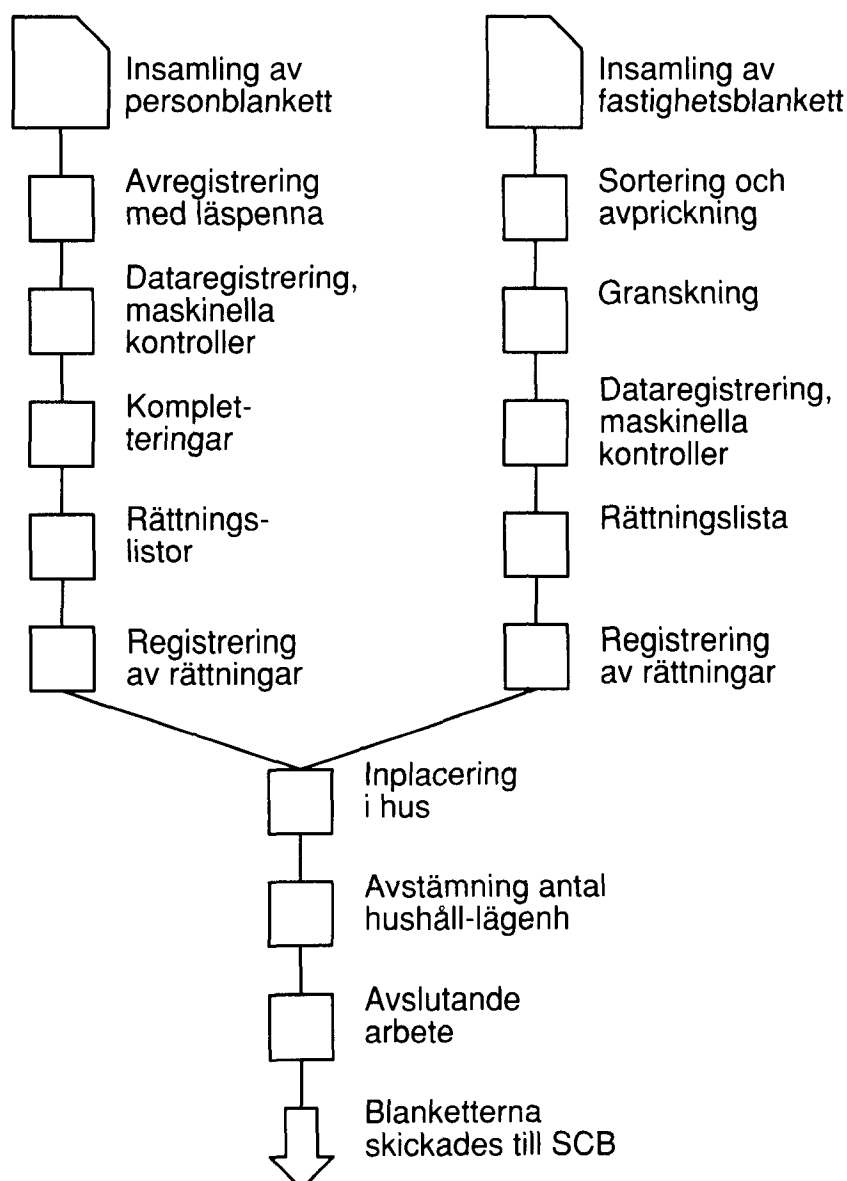 Insamling av
personblankett
Avregistrering
med läspenna
Dataregistrering,
maskinella
kontroller
Komplet-
teringar
Rättnings-
listor
Registrering
av rättningar
Insamling av
fastighetsblankett
Sortering och
avprickning
Granskning
Dataregistrering,
maskinella
kontroller
Rättningslista
Registrering
av rättningar
Inplacering
i hus
Avstämning antal
hushåll-lägenh
Avslutande
arbete
Blanketterna
skickades till SCB